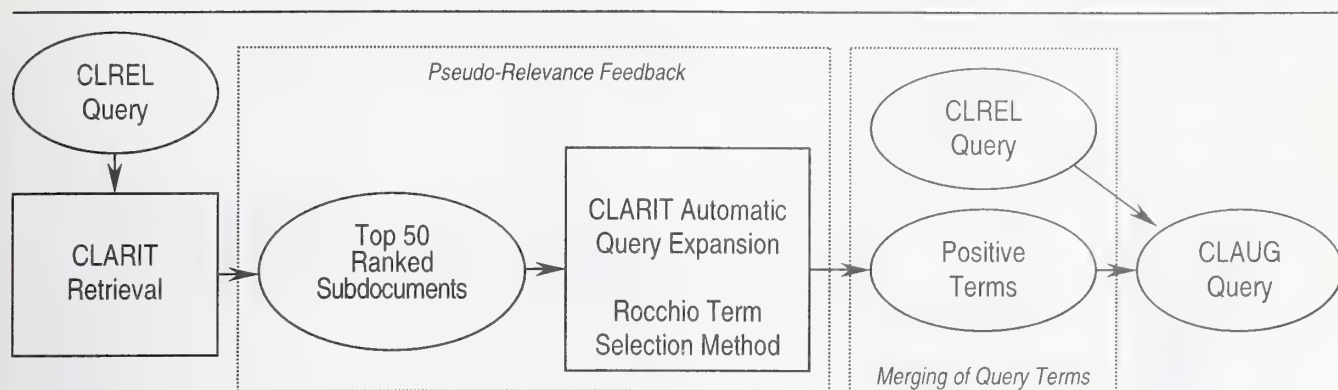 CLREL
Query
CLARIT
Retrieval
Pseudo-Relevance Feedback
Top 50
Ranked
Subdocuments
CLARIT Automatic
Query Expansion
Rocchio Term
Selection Method
CLREL
Query
Positive
Terms
Merging of Query Terms
CLAUG
Query